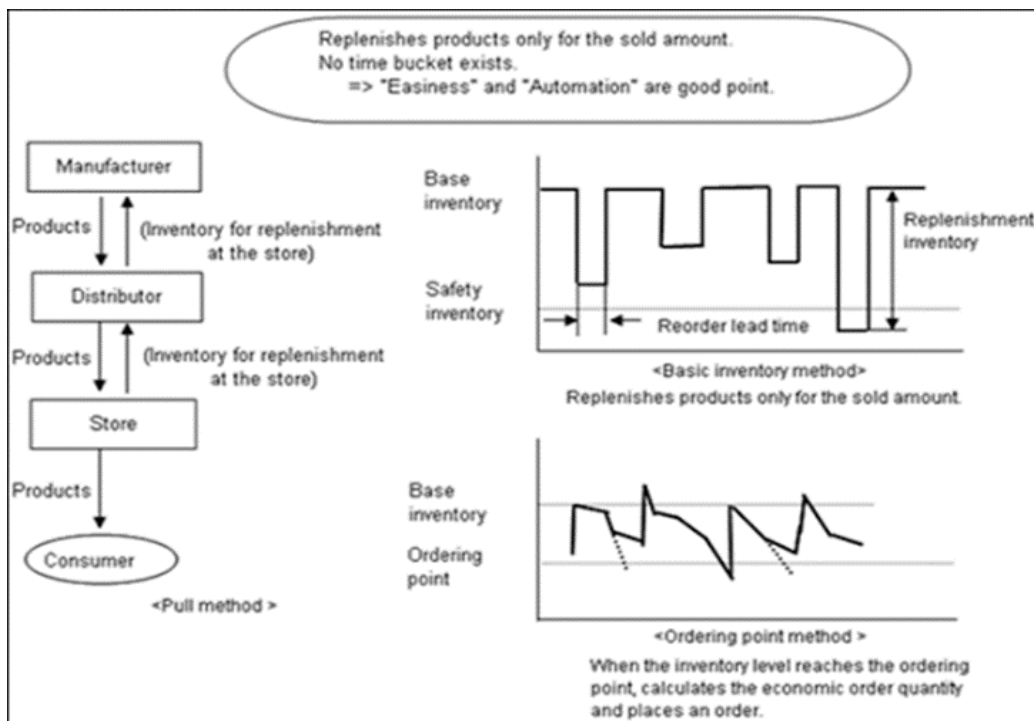 Replenishes products only for the sold amount.
No time bucket exists.
=> "Easiness" and "Automation" are good point.
Manufacturer
Products
(Inventory for replenishment
at the store)
Distributor
Products
(Inventory for replenishment
at the store)
Store
Products
Consumer
<Pull method >
Base
inventory
Replenishment
inventory
Safety
inventory
Reorder lead time
<Basic inventory method>
Replenishes products only for the sold amount.
Base
inventory
Ordering
point
<Ordering point method >
When the inventory level reaches the ordering
point, calculates the economic order quantity
and places an order.